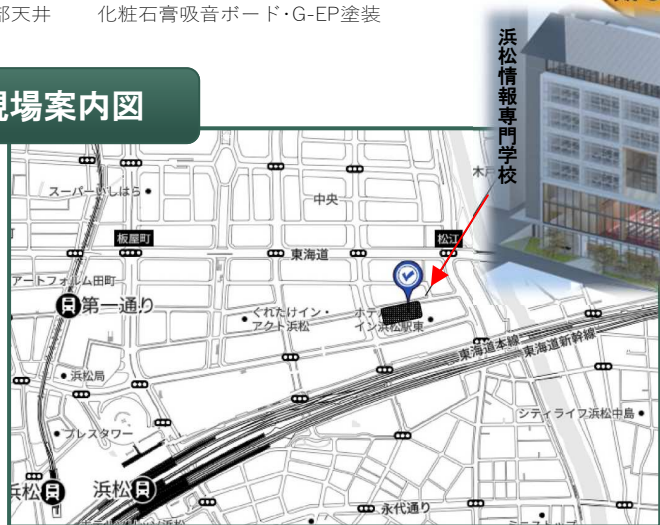 部天井　　化粧石膏吸音ボード・G-EP塗装
現場案内図
浜松情報専門学校
スーパーいしはら
中央
板屋町
松江
東海道
アートフォルム田町
第一通り
くれたけイン・
アクト浜松
ホテル
イン浜松駅東
東海道本線
東海道新幹線
浜松局
プレスタワー
シティライフ浜松中島
浜松
浜松
永代通り